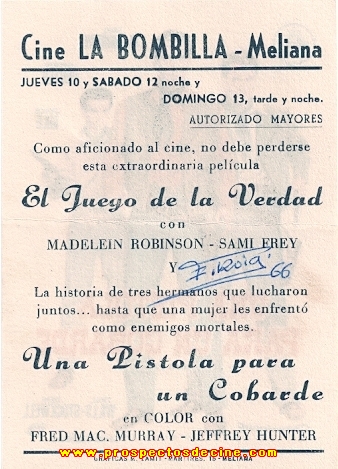 Cine LA BOMBILLA - Meliana
JUEVES 10 y SABADO 12 noche y
DOMINGO 13, tarde y noche.
AUTORIZADO MAYORES
Como aficionado al cine, no debe perderse
esta extraordinaria película
El Juego de la Verdad
con
MADELEIN ROBINSON - SAMI FREY
Y
66
La historia de tres hermanos que lucharon
juntos... hasta que una mujer les enfrentó
como enemigos mortales.
Una Pistola para
un Cobarde
en COLOR con
FRED MAC. MURRAY - JEFFREY HUNTER
www.prospectosdecine.com
MELIANA